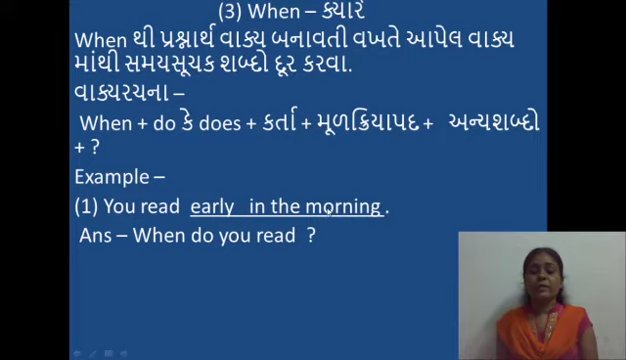 (3) When – ક્યારે
When થી પ્રશ્નાર્થ વાક્ય બનાવતી વખતે આપેલ વાક્ય
માંથી સમયસૂચક શબ્દો દૂર કરવા.
વાક્યરચના –
When + do કે does + કર્તા + મૂળક્રિયાપદ + અન્યશબ્દો
+ ?
Example –
(1) You read early in the morning.
Ans – When do you read ?